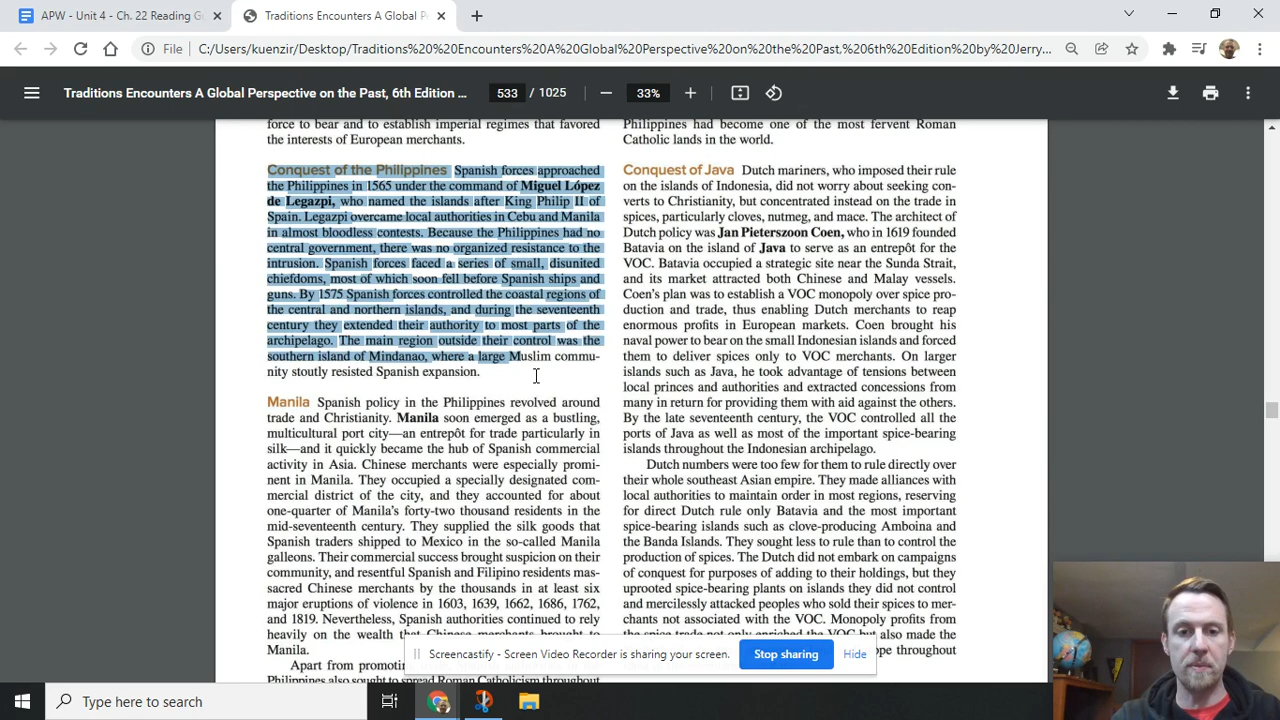 APW - Unit 4 - Ch. 22 Reading G
Traditions Encounters A Global P
File
C:/Users/kuenzir/Desktop/Traditions%20%20Encounters%20A%20Global%20Perspective%20on%20the%20Past,%206th%20Edition%20by%20Jerry...
Traditions Encounters A Global Perspective on the Past, 6th Edition ...
533 / 1025
33%
force to bear and to establish imperial regimes that favored
the interests of European merchants.
Conquest of the Philippines Spanish forces approached
the Philippines in 1565 under the command of Miguel López
de Legazpi, who named the islands after King Philip II of
Spain. Legazpi overcame local authorities in Cebu and Manila
in almost bloodless contests. Because the Philippines had no
central government, there was no organized resistance to the
intrusion. Spanish forces faced a series of small, disunited
chiefdoms, most of which soon fell before Spanish ships and
guns. By 1575 Spanish forces controlled the coastal regions of
the central and northern islands, and during the seventeenth
century they extended their authority to most parts of the
archipelago. The main region outside their control was the
southern island of Mindanao, where a large Muslim commu-
nity stoutly resisted Spanish expansion.
Manila Spanish policy in the Philippines revolved around
trade and Christianity. Manila soon emerged as a bustling,
multicultural port city—an entrepôt for trade particularly in
silk—and it quickly became the hub of Spanish commercial
activity in Asia. Chinese merchants were especially promi-
nent in Manila. They occupied a specially designated com-
mercial district of the city, and they accounted for about
one-quarter of Manila's forty-two thousand residents in the
mid-seventeenth century. They supplied the silk goods that
Spanish traders shipped to Mexico in the so-called Manila
galleons. Their commercial success brought suspicion on their
community, and resentful Spanish and Filipino residents mas-
sacred Chinese merchants by the thousands in at least six
major eruptions of violence in 1603, 1639, 1662, 1686, 1762,
and 1819. Nevertheless, Spanish authorities continued to rely
heavily on the wealth that Chinese merchants brought to
Manila.
Apart from promoti
Philippines also sought to spread Roman Catholicism throughout
Philippines had become one of the most fervent Roman
Catholic lands in the world.
Conquest of Java Dutch mariners, who imposed their rule
on the islands of Indonesia, did not worry about seeking con-
verts to Christianity, but concentrated instead on the trade in
spices, particularly cloves, nutmeg, and mace. The architect of
Dutch policy was Jan Pieterszoon Coen, who in 1619 founded
Batavia on the island of Java to serve as an entrepôt for the
VOC. Batavia occupied a strategic site near the Sunda Strait,
and its market attracted both Chinese and Malay vessels.
Coen's plan was to establish a VOC monopoly over spice pro-
duction and trade, thus enabling Dutch merchants to reap
enormous profits in European markets. Coen brought his
naval power to bear on the small Indonesian islands and forced
them to deliver spices only to VOC merchants. On larger
islands such as Java, he took advantage of tensions between
local princes and authorities and extracted concessions from
many in return for providing them with aid against the others.
By the late seventeenth century, the VOC controlled all the
ports of Java as well as most of the important spice-bearing
islands throughout the Indonesian archipelago.
Dutch numbers were too few for them to rule directly over
their whole southeast Asian empire. They made alliances with
local authorities to maintain order in most regions, reserving
for direct Dutch rule only Batavia and the most important
spice-bearing islands such as clove-producing Amboina and
the Banda Islands. They sought less to rule than to control the
production of spices. The Dutch did not embark on campaigns
of conquest for purposes of adding to their holdings, but they
uprooted spice-bearing plants on islands they did not control
and mercilessly attacked peoples who sold their spices to mer-
chants not associated with the VOC. Monopoly profits from
the spice trade not only enriched the VOC but also made the
ope throughout
Screencastify - Screen Video Recorder is sharing your screen.
Stop sharing
Hide
Type here to search